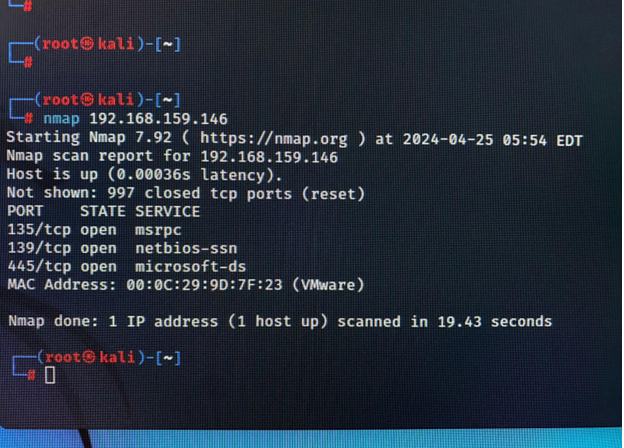 └─#
┌──(root㉿kali)-[~]
└─#
┌──(root㉿kali)-[~]
└─# nmap 192.168.159.146
Starting Nmap 7.92 ( https://nmap.org ) at 2024-04-25 05:54 EDT
Nmap scan report for 192.168.159.146
Host is up (0.00036s latency).
Not shown: 997 closed tcp ports (reset)
PORT    STATE SERVICE
135/tcp open  msrpc
139/tcp open  netbios-ssn
445/tcp open  microsoft-ds
MAC Address: 00:0C:29:9D:7F:23 (VMware)
Nmap done: 1 IP address (1 host up) scanned in 19.43 seconds
┌──(root㉿kali)-[~]
└─#